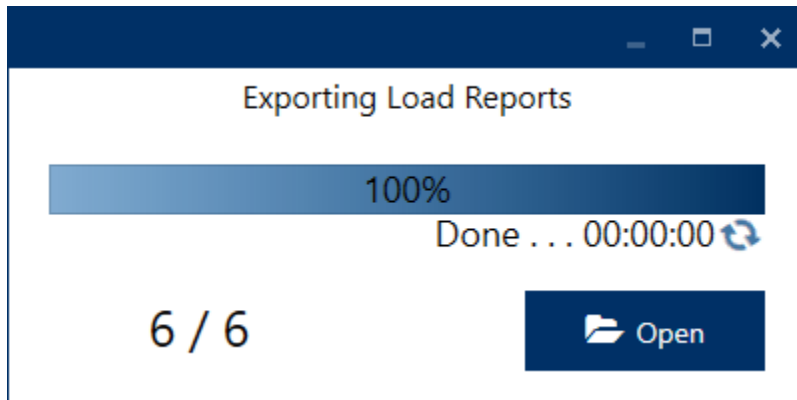 Exporting Load Reports
100%
Done . . . 00:00:00
6 / 6
Open